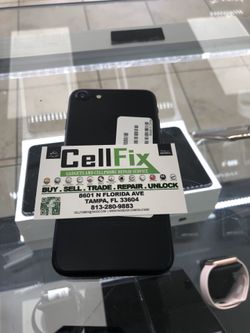 CellFix
GADGETS AND CELLPHONE REPAIR SERVICE
BUY . SELL . TRADE . REPAIR . UNLOCK
8601 N FLORIDA AVE
TAMPA, FL 33604
813-280-9883